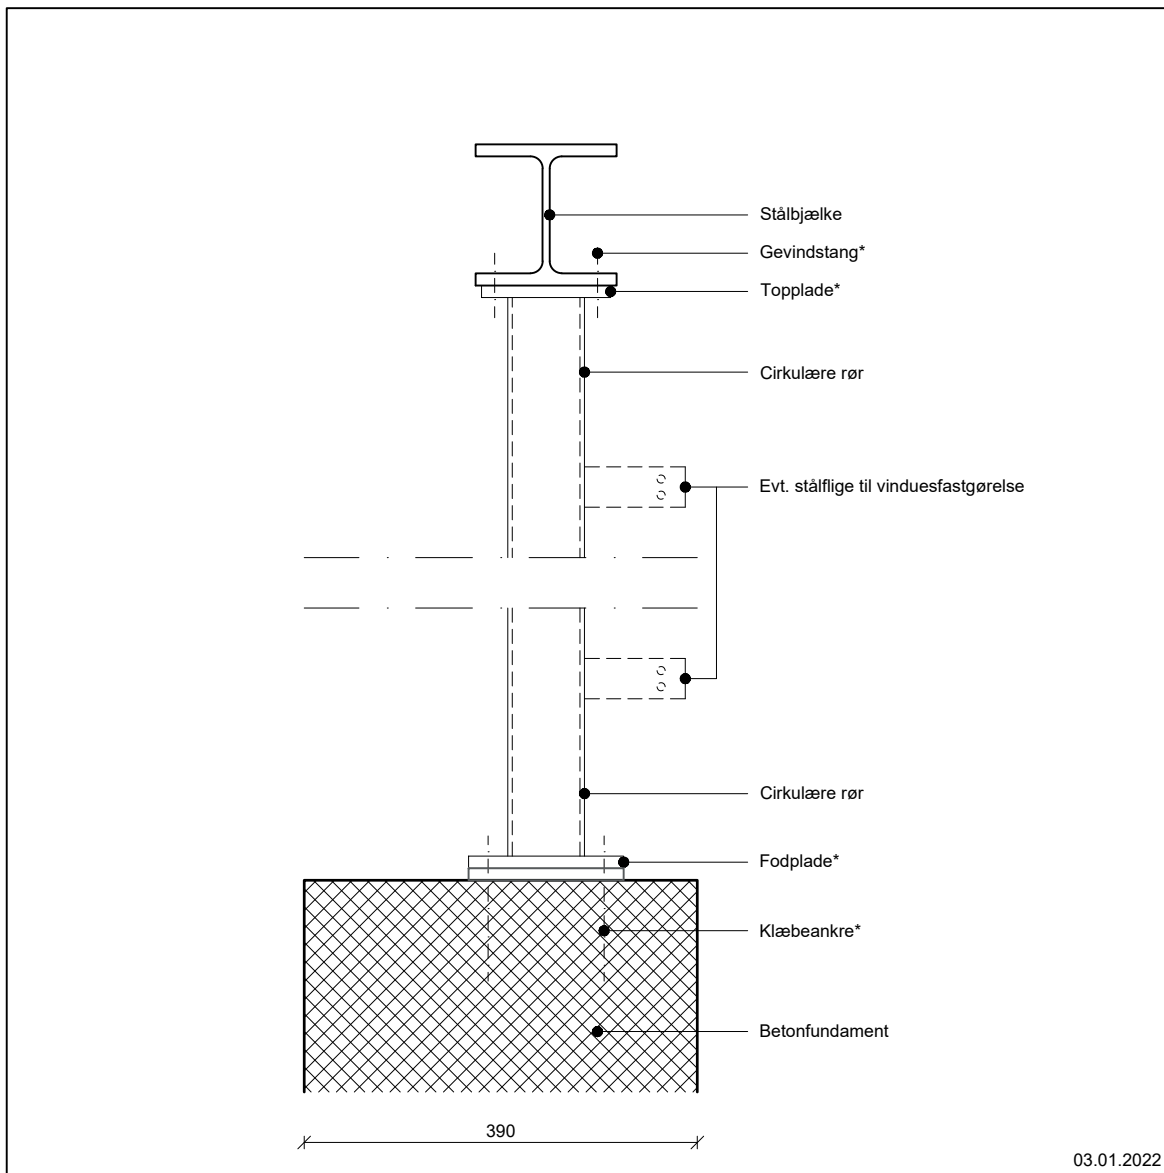 Stålbjælke
Gevindstang*
Topplade*
Cirkulære rør
Evt. stålflige til vinduesfastgørelse
Cirkulære rør
Fodplade*
Klæbeankre*
Betonfundament
390
03.01.2022